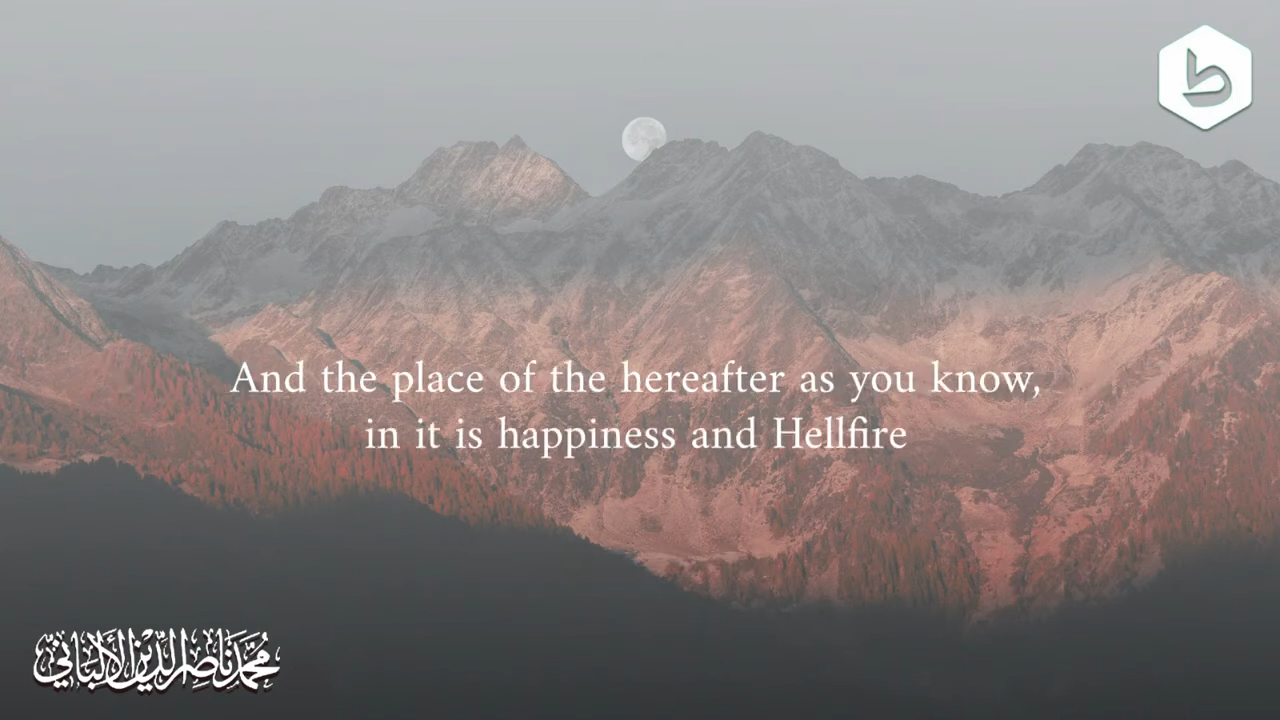 ط
And the place of the hereafter as you know,
in it is happiness and Hellfire
محمد ناصر الدين الألباني